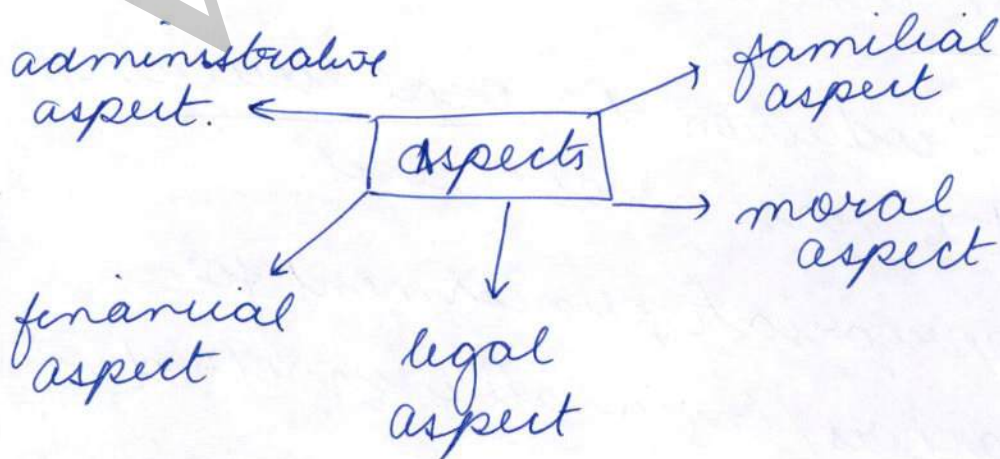 administrative
aspect.
familial
aspect
Aspects
moral
aspect
financial
aspect
legal
aspect